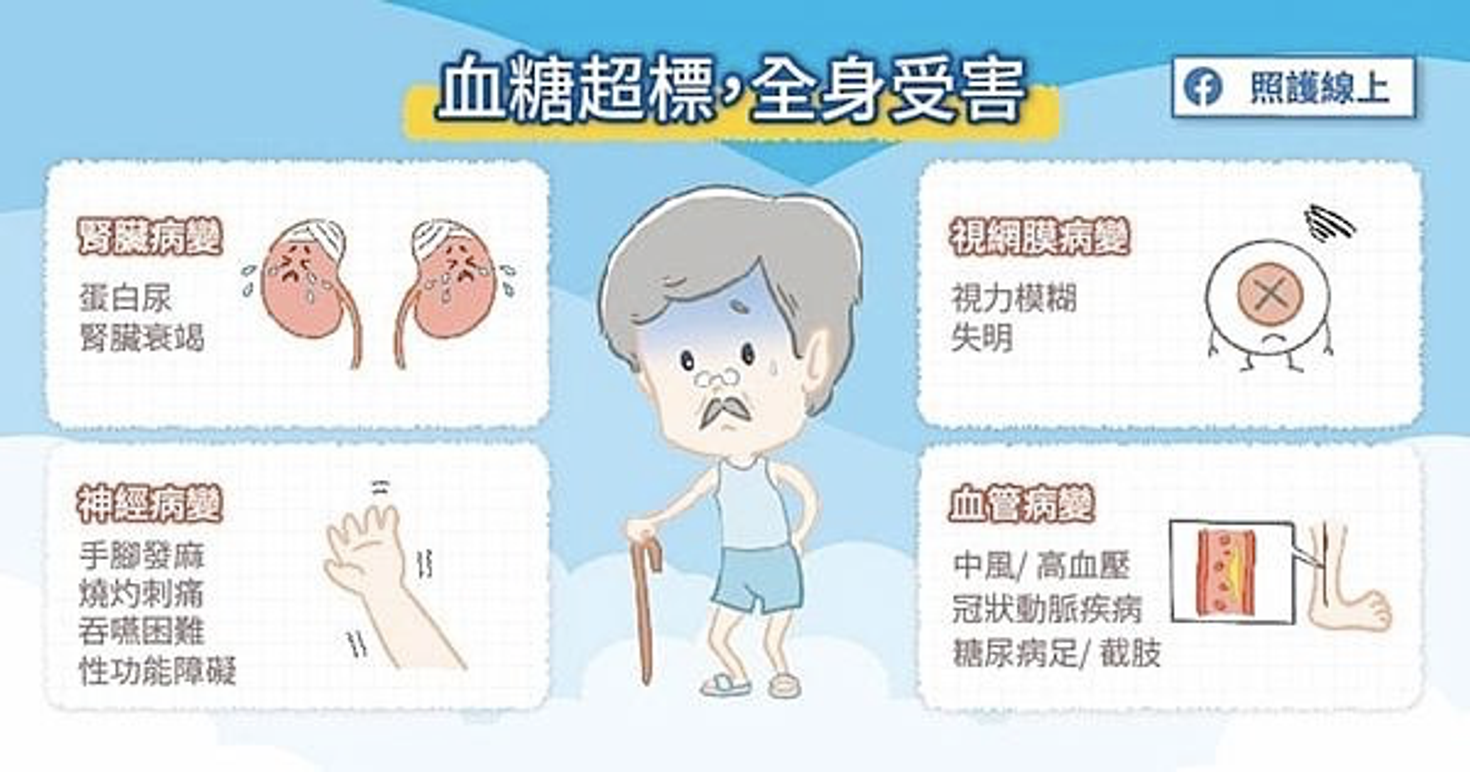 血糖超標,全身受害
照護線上
腎臟病變
蛋白尿
腎臟衰竭
視網膜病變
視力模糊
失明
神經病變
手腳發麻
燒灼刺痛
吞嚥困難
性功能障礙
血管病變
中風/ 高血壓
冠狀動脈疾病
糖尿病足/ 截肢